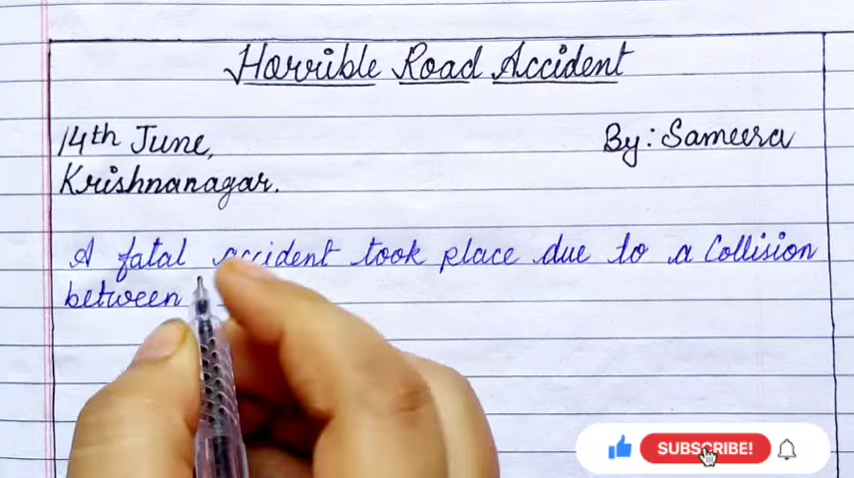 Horrible Road Accident
14th June,
By: Sameera
Krishnanagar.
A fatal accident took place due to a Collision
between
SUBSCRIBE!